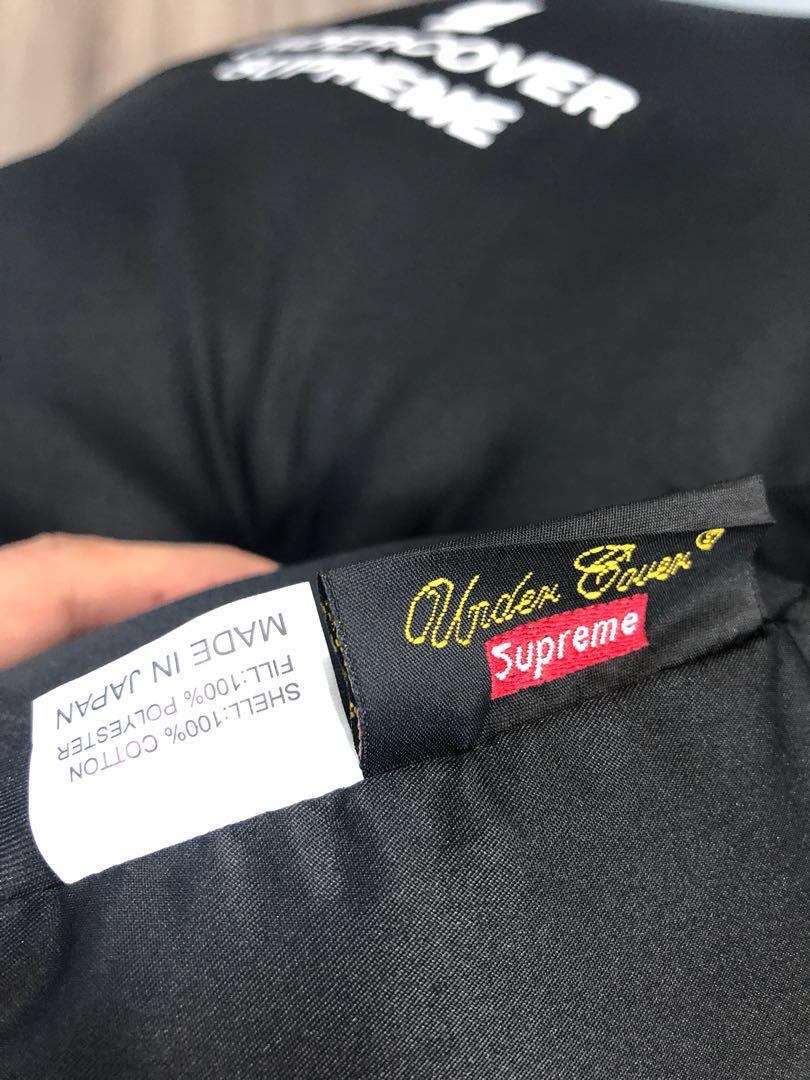 UNDERCOVER
SUPREME
Under Cover®
Supreme
SHELL:100% COTTON
FILL:100% POLYESTER
MADE IN JAPAN